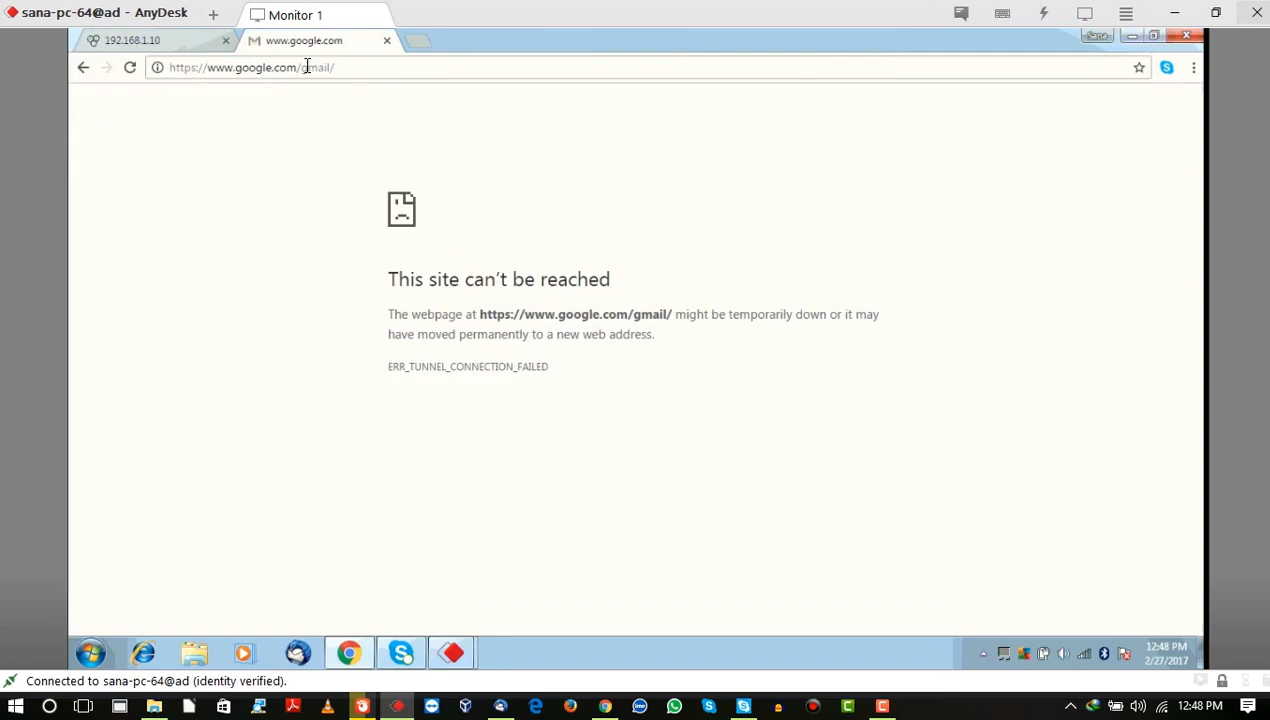 sana-pc-64@ad - AnyDesk
Monitor 1
192.168.1.10
www.google.com
Sana
https://www.google.com/gmail/
This site can't be reached
The webpage at https://www.google.com/gmail/ might be temporarily down or it may
have moved permanently to a new web address.
ERR_TUNNEL_CONNECTION_FAILED
12:48 PM
2/27/2017
Connected to sana-pc-64@ad (identity verified).
12:48 PM